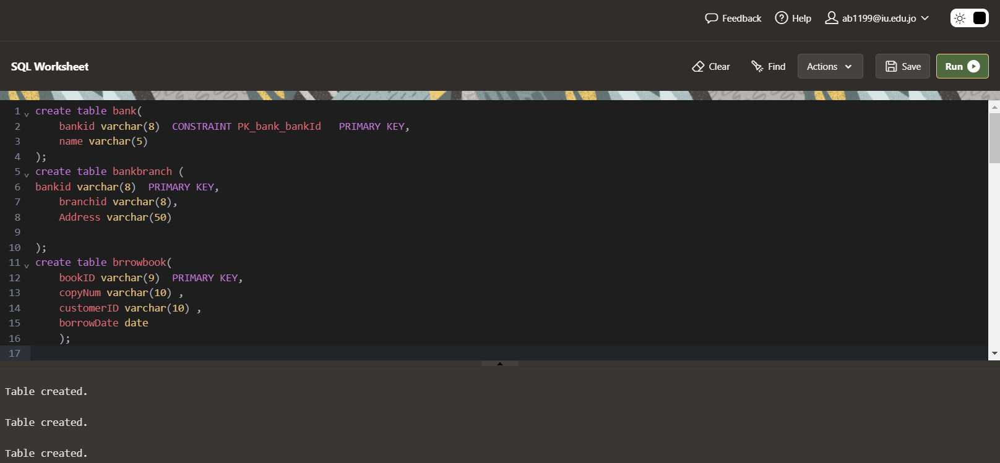 Feedback Help ab1199@iu.edu.jo
SQL Worksheet Clear Find Actions Save Run
1 create table bank(
2 bankid varchar(8)  CONSTRAINT PK_bank_bankId   PRIMARY KEY,
3 name varchar(5)
4 );
5 create table bankbranch (
6 bankid varchar(8)  PRIMARY KEY,
7 branchid varchar(8),
8 Address varchar(50)
9
10 );
11 create table brrowbook(
12 bookID varchar(9)  PRIMARY KEY,
13 copyNum varchar(10) ,
14 customerID varchar(10) ,
15 borrowDate date
16 );
17
Table created.
Table created.
Table created.